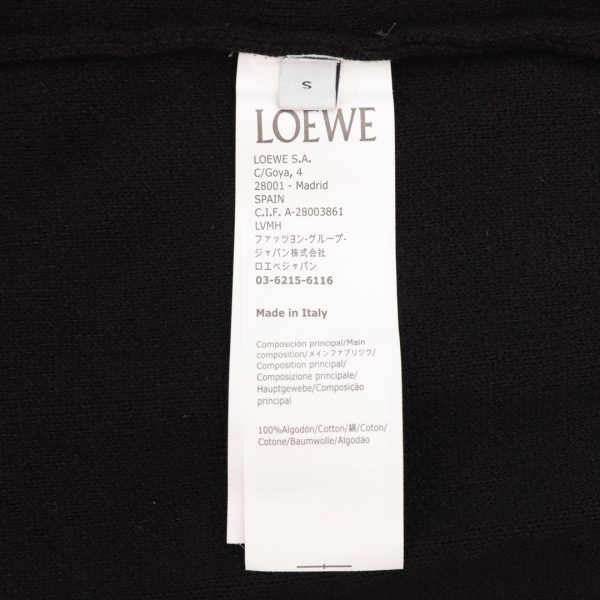 S
LOEWE
LOEWE S.A.
C/Goya, 4
28001 - Madrid
SPAIN
C.I.F. A-28003861
LVMH
ファッツヨン･グループ･
ジャパン株式会社
ロエベジャパン
03-6215-6116
Made in Italy
Composición principal/Main
composition/メインファブリツク/
Composition principal/
Composizione principale/
Hauptgewebe/Composição
principal
100%Algodón/Cotton/綿/Coton/
Cotone/Baumwolle/Algodão